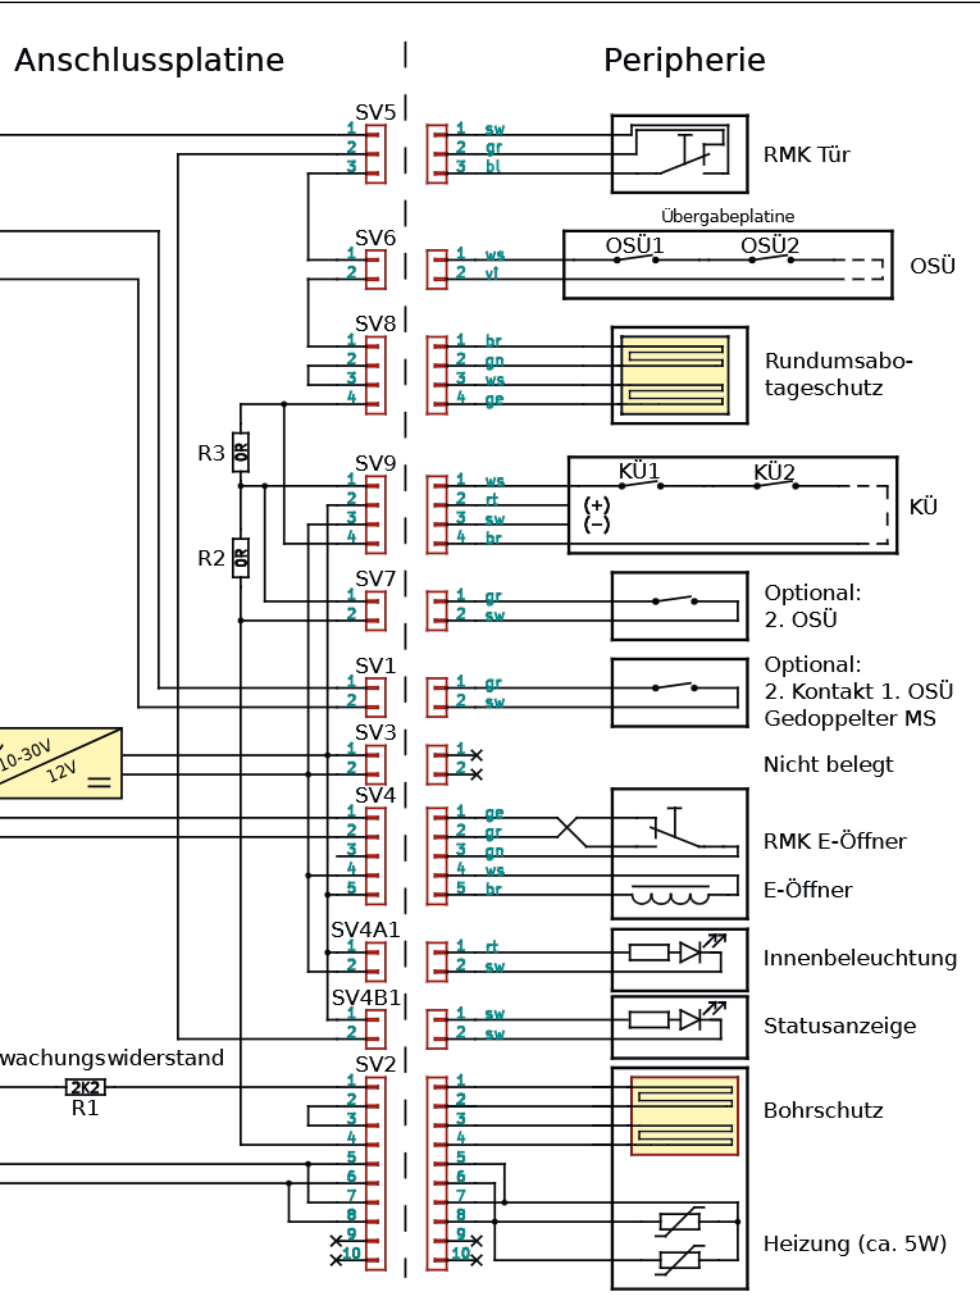 Anschlussplatine
Peripherie
SV5
1 1 sw
2 2 gr
3 3 bl
RMK Tür
Übergabeplatine
SV6
OSÜ1 OSÜ2
1 1 ws
2 2 vi
OSÜ
SV8
1 1 br
2 2 gn
3 3 ws
4 4 ge
Rundumsabo-
tageschutz
R3 0R
SV9
KÜ1 KÜ2
1 1 ws
2 2 rt (+)
3 3 sw (−)
4 4 br
KÜ
R2 0R
SV7
1 1 gr
2 2 sw
Optional:
2. OSÜ
SV1
1 1 gr
2 2 sw
Optional:
2. Kontakt 1. OSÜ
Gedoppelter MS
10-30V
12V
SV3
1 1
2 2
Nicht belegt
SV4
1 1 ge
2 2 gr
3 3 gn
4 4 ws
5 5 br
RMK E-Öffner
E-Öffner
SV4A1
1 1 rt
2 2 sw
Innenbeleuchtung
SV4B1
1 1 sw
2 2 sw
Statusanzeige
wachungswiderstand
2K2
R1
SV2
1 1
2 2
3 3
4 4
5 5
6 6
7 7
8 8
9 9
10 10
Bohrschutz
Heizung (ca. 5W)